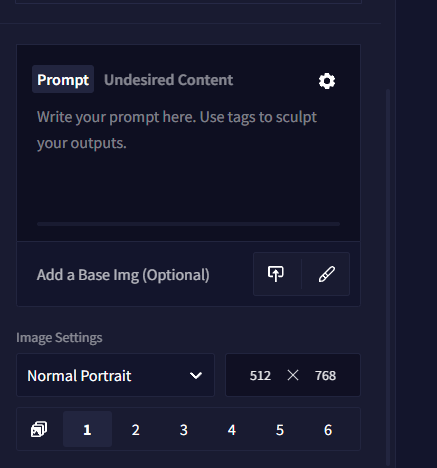 Prompt Undesired Content
Write your prompt here. Use tags to sculpt
your outputs.
Add a Base Img (Optional)
Image Settings
Normal Portrait 512 × 768
1 2 3 4 5 6